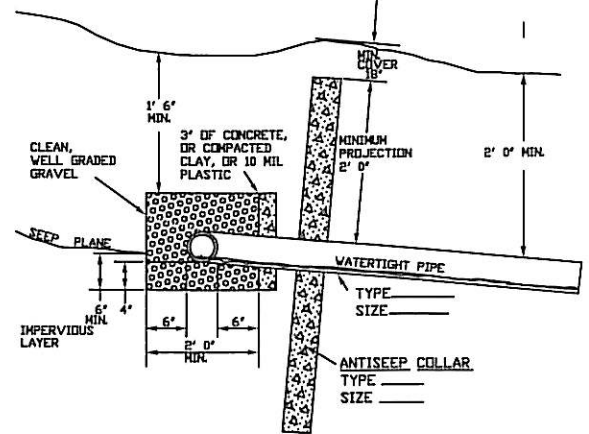 MIN.
COVER
18"
1' 6"
MIN.
CLEAN,
WELL GRADED
GRAVEL
3" OF CONCRETE,
OR COMPACTED
CLAY, OR 10 MIL
PLASTIC
MINIMUM
PROJECTION
2' 0"
2' 0" MIN.
SEEP PLANE
WATERTIGHT PIPE
TYPE
SIZE
6"
MIN.
4"
IMPERVIOUS
LAYER
6"
6"
2' 0"
MIN.
ANTISEEP COLLAR
TYPE
SIZE